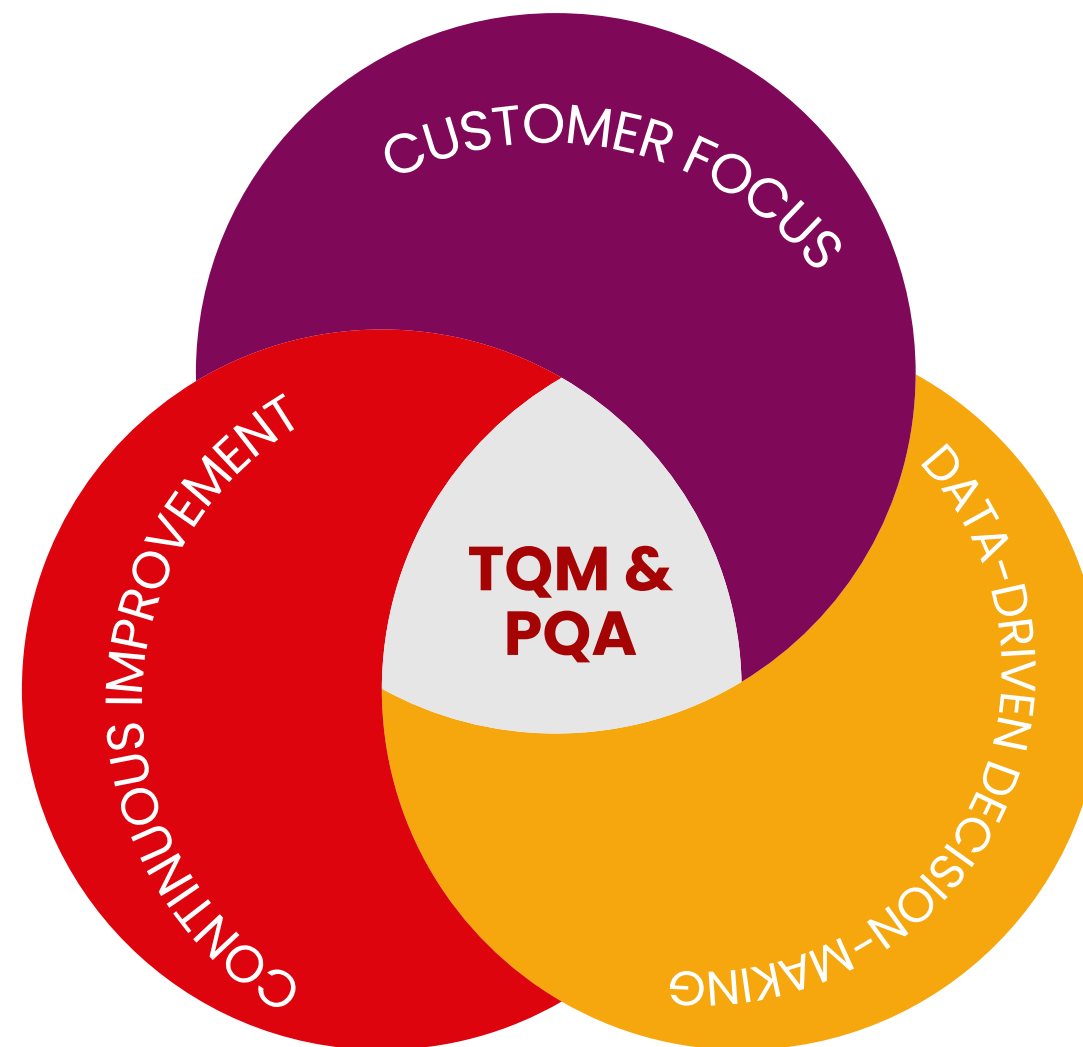 CUSTOMER FOCUS
CONTINUOUS IMPROVEMENT
DATA-DRIVEN DECISION-MAKING
TQM &
PQA